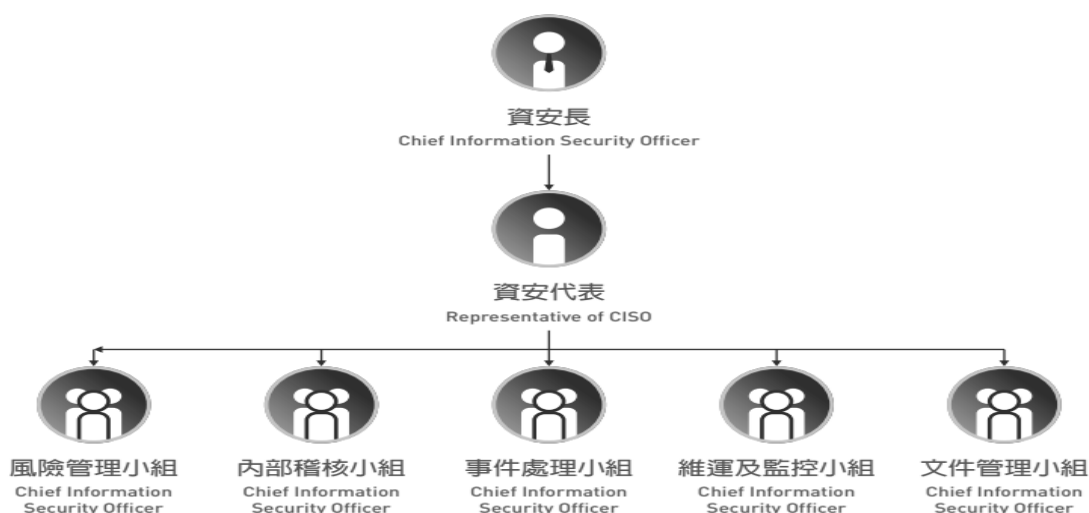 資安長
Chief Information Security Officer
資安代表
Representative of CISO
風險管理小組
Chief Information
Security Officer
內部稽核小組
Chief Information
Security Officer
事件處理小組
Chief Information
Security Officer
維運及監控小組
Chief Information
Security Officer
文件管理小組
Chief Information
Security Officer